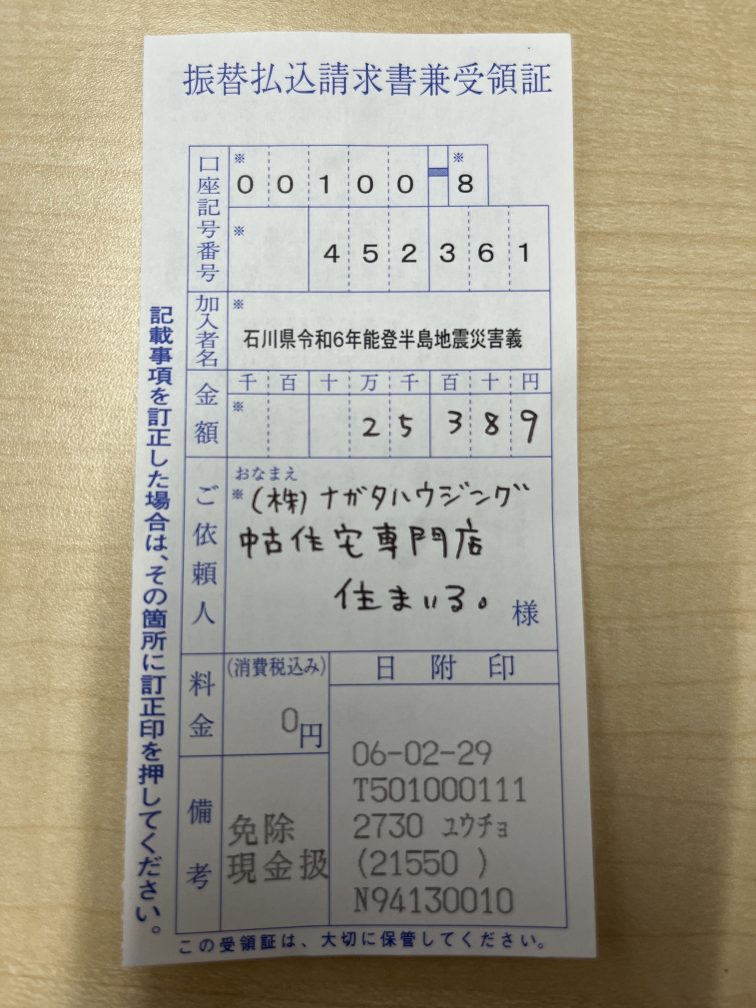 振替払込請求書兼受領証
口座記号番号
※
00100-8
※
452361
加入者名
※
石川県令和6年能登半島地震災害義
金額
千百十万千百十円
※
25389
ご依頼人
おなまえ
※
(株)ナガタハウジング
中古住宅専門店
住まいる。
様
料金
(消費税込み)
0円
日附印
06-02-29
T501000111
2730 ユウチョ
(21550 )
N94130010
備考
免除
現金扱
記載事項を訂正した場合は、その箇所に訂正印を押してください。
この受領証は、大切に保管してください。